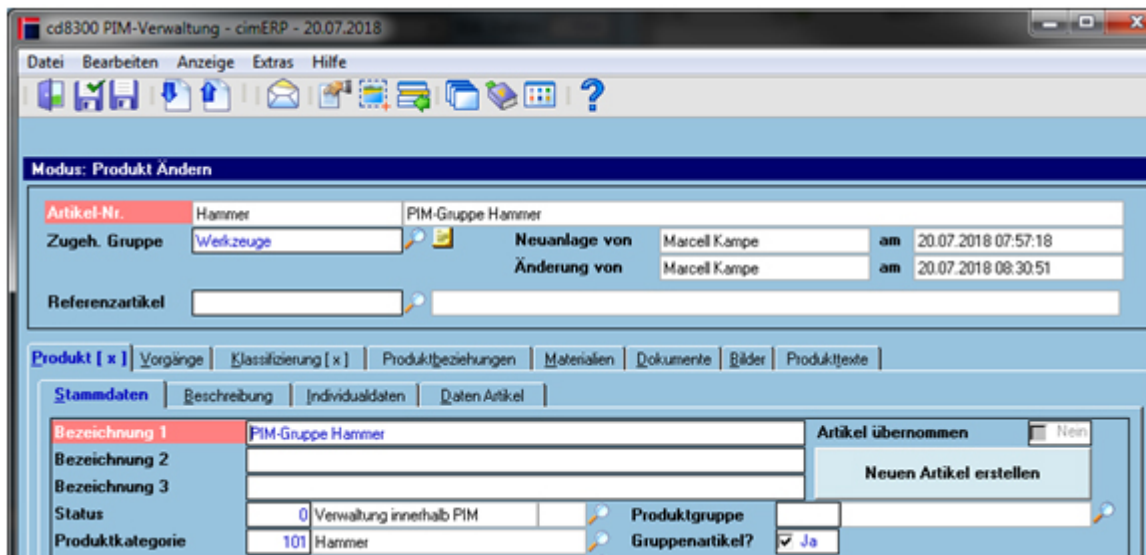 cd8300 PIM-Verwaltung - cimERP - 20.07.2018
Datei Bearbeiten Anzeige Extras Hilfe
Modus: Produkt Ändern
Artikel-Nr. Hammer PIM-Gruppe Hammer
Zugeh. Gruppe Werkzeuge Neuanlage von Marcell Kampe am 20.07.2018 07:57:18
Änderung von Marcell Kampe am 20.07.2018 08:30:51
Referenzartikel
Produkt [ x ] Vorgänge Klassifizierung [ x ] Produktbeziehungen Materialien Dokumente Bilder Produkttexte
Stammdaten Beschreibung Individualdaten Daten Artikel
Bezeichnung 1 PIM-Gruppe Hammer Artikel übernommen Nein
Bezeichnung 2
Neuen Artikel erstellen
Bezeichnung 3
Status 0 Verwaltung innerhalb PIM Produktgruppe
Produktkategorie 101 Hammer Gruppenartikel? Ja